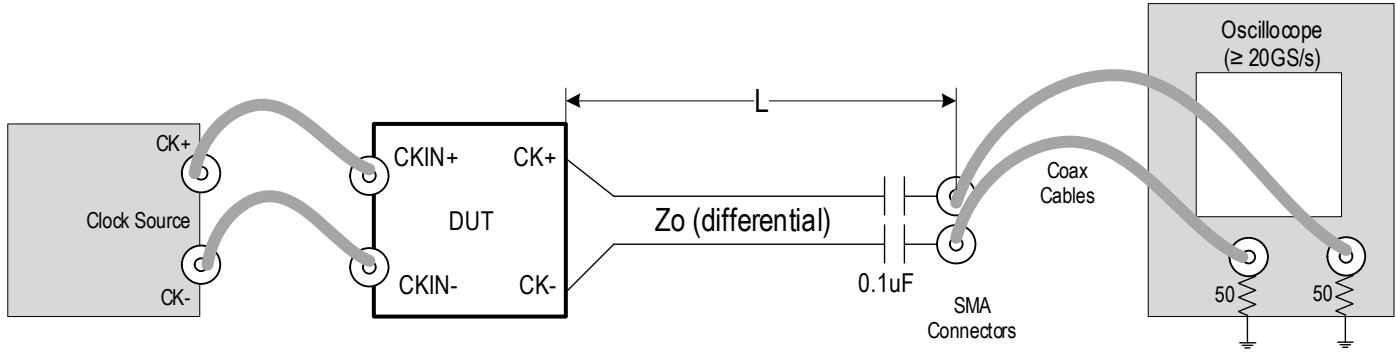 Oscillocope
(≥ 20GS/s)
L
CK+
CKIN+
CK+
Coax
Cables
Clock Source
DUT
Zo (differential)
CK-
CKIN-
CK-
0.1uF
SMA
Connectors
50
50